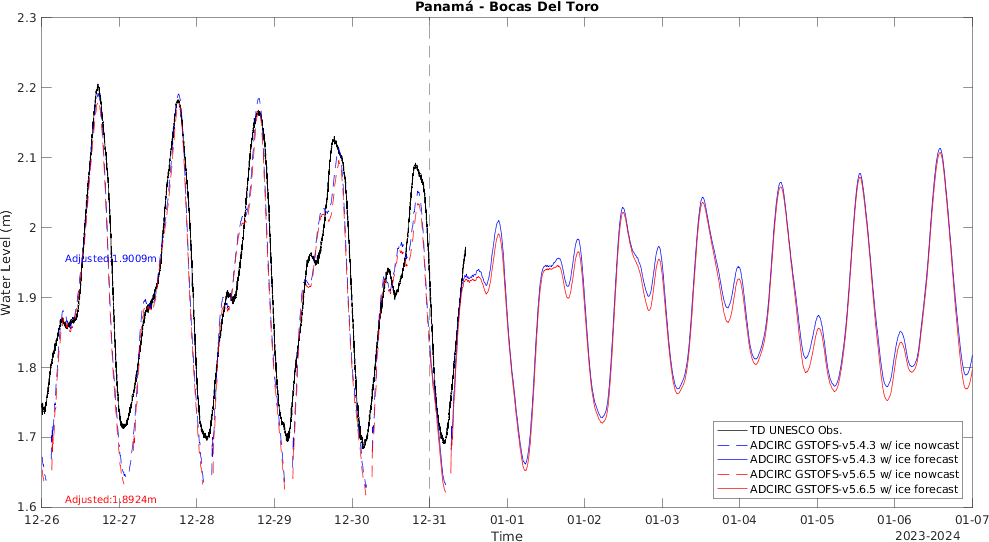 Panamá - Bocas Del Toro
2.3
2.2
2.1
2
1.9
1.8
1.7
1.6
Water Level (m)
Adjusted:1.9009m
Adjusted:1.8924m
TD UNESCO Obs.
ADCIRC GSTOFS-v5.4.3 w/ ice nowcast
ADCIRC GSTOFS-v5.4.3 w/ ice forecast
ADCIRC GSTOFS-v5.6.5 w/ ice nowcast
ADCIRC GSTOFS-v5.6.5 w/ ice forecast
12-26 12-27 12-28 12-29 12-30 12-31 01-01 01-02 01-03 01-04 01-05 01-06 01-07
Time
2023-2024